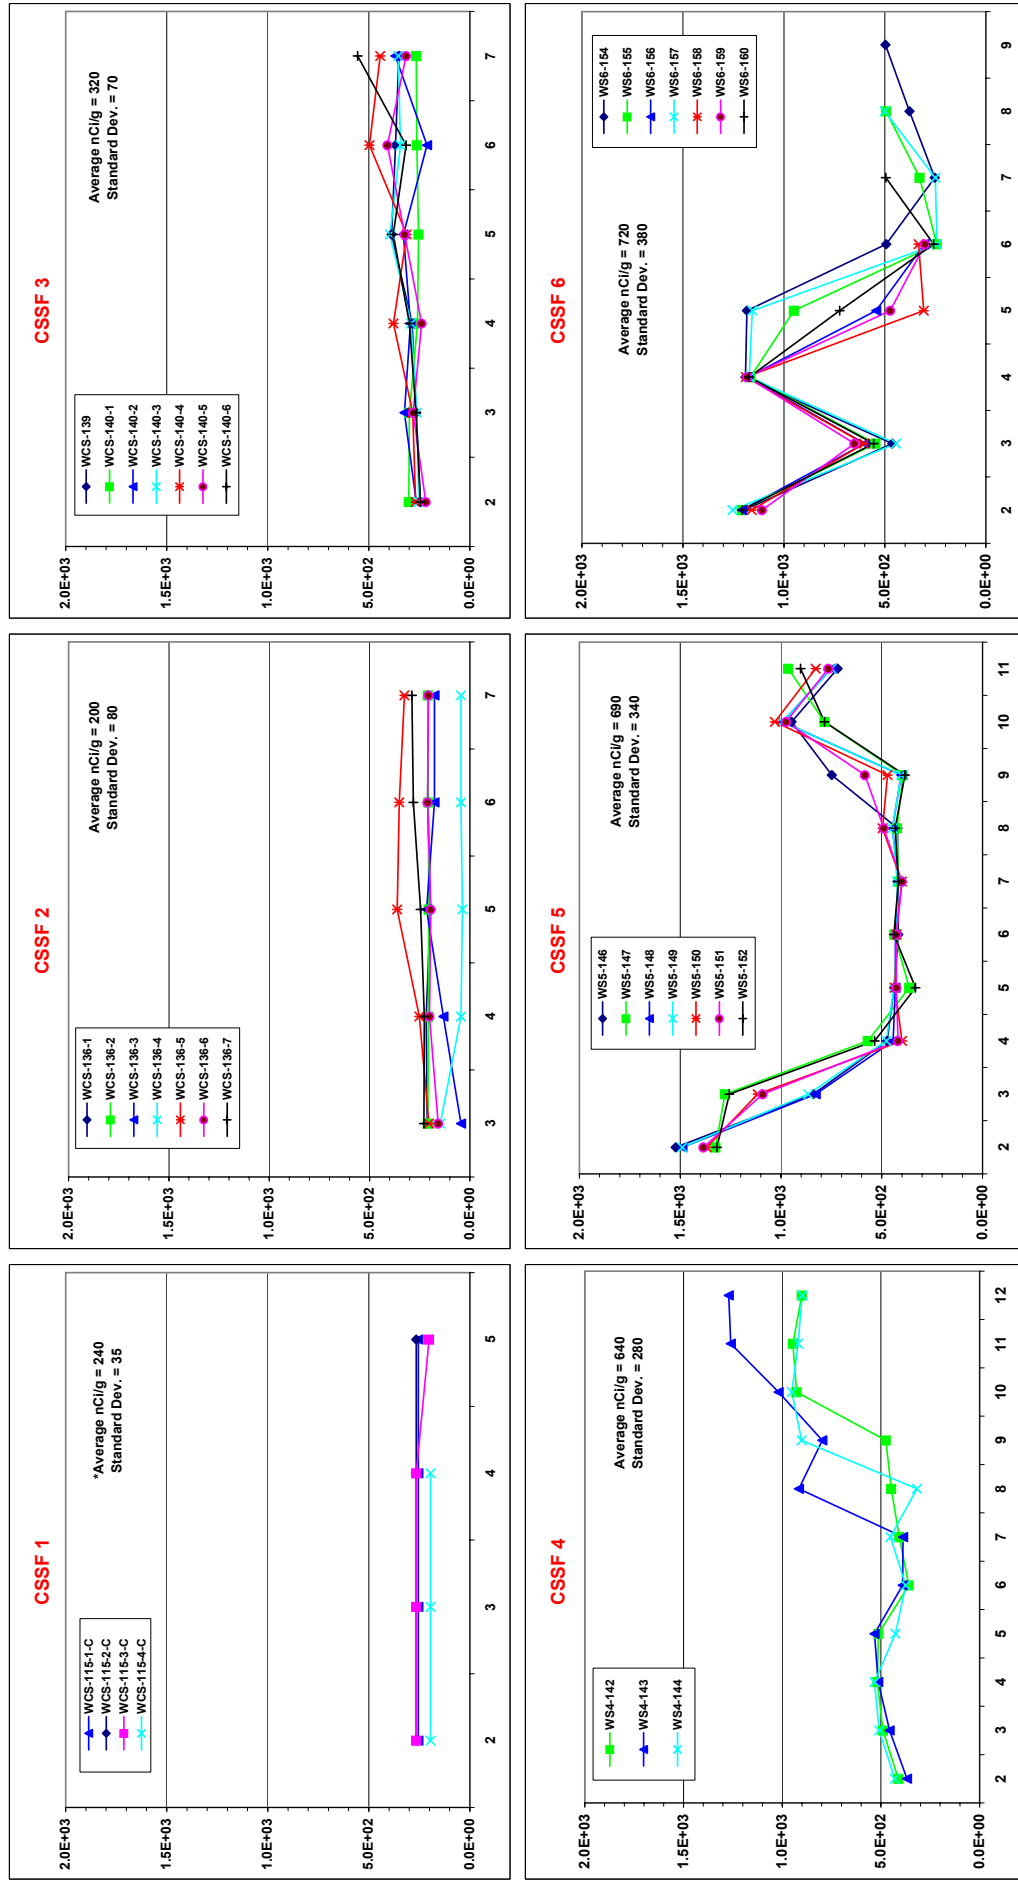 CSSF 1
*Average nCi/g = 240
Standard Dev. = 35
WCS-115-1-C
WCS-115-2-C
WCS-115-3-C
WCS-115-4-C
2.0E+03
1.5E+03
1.0E+03
5.0E+02
0.0E+00
2 3 4 5
CSSF 2
Average nCi/g = 200
Standard Dev. = 80
WCS-136-1
WCS-136-2
WCS-136-3
WCS-136-4
WCS-136-5
WCS-136-6
WCS-136-7
2.0E+03
1.5E+03
1.0E+03
5.0E+02
0.0E+00
3 4 5 6 7
CSSF 3
Average nCi/g = 320
Standard Dev. = 70
WCS-139
WCS-140-1
WCS-140-2
WCS-140-3
WCS-140-4
WCS-140-5
WCS-140-6
2.0E+03
1.5E+03
1.0E+03
5.0E+02
0.0E+00
2 3 4 5 6 7
CSSF 4
Average nCi/g = 640
Standard Dev. = 280
WS4-142
WS4-143
WS4-144
2.0E+03
1.5E+03
1.0E+03
5.0E+02
0.0E+00
2 3 4 5 6 7 8 9 10 11 12
CSSF 5
Average nCi/g = 690
Standard Dev. = 340
WS5-146
WS5-147
WS5-148
WS5-149
WS5-150
WS5-151
WS5-152
2.0E+03
1.5E+03
1.0E+03
5.0E+02
0.0E+00
2 3 4 5 6 7 8 9 10 11
CSSF 6
Average nCi/g = 720
Standard Dev. = 380
WS6-154
WS6-155
WS6-156
WS6-157
WS6-158
WS6-159
WS6-160
2.0E+03
1.5E+03
1.0E+03
5.0E+02
0.0E+00
2 3 4 5 6 7 8 9